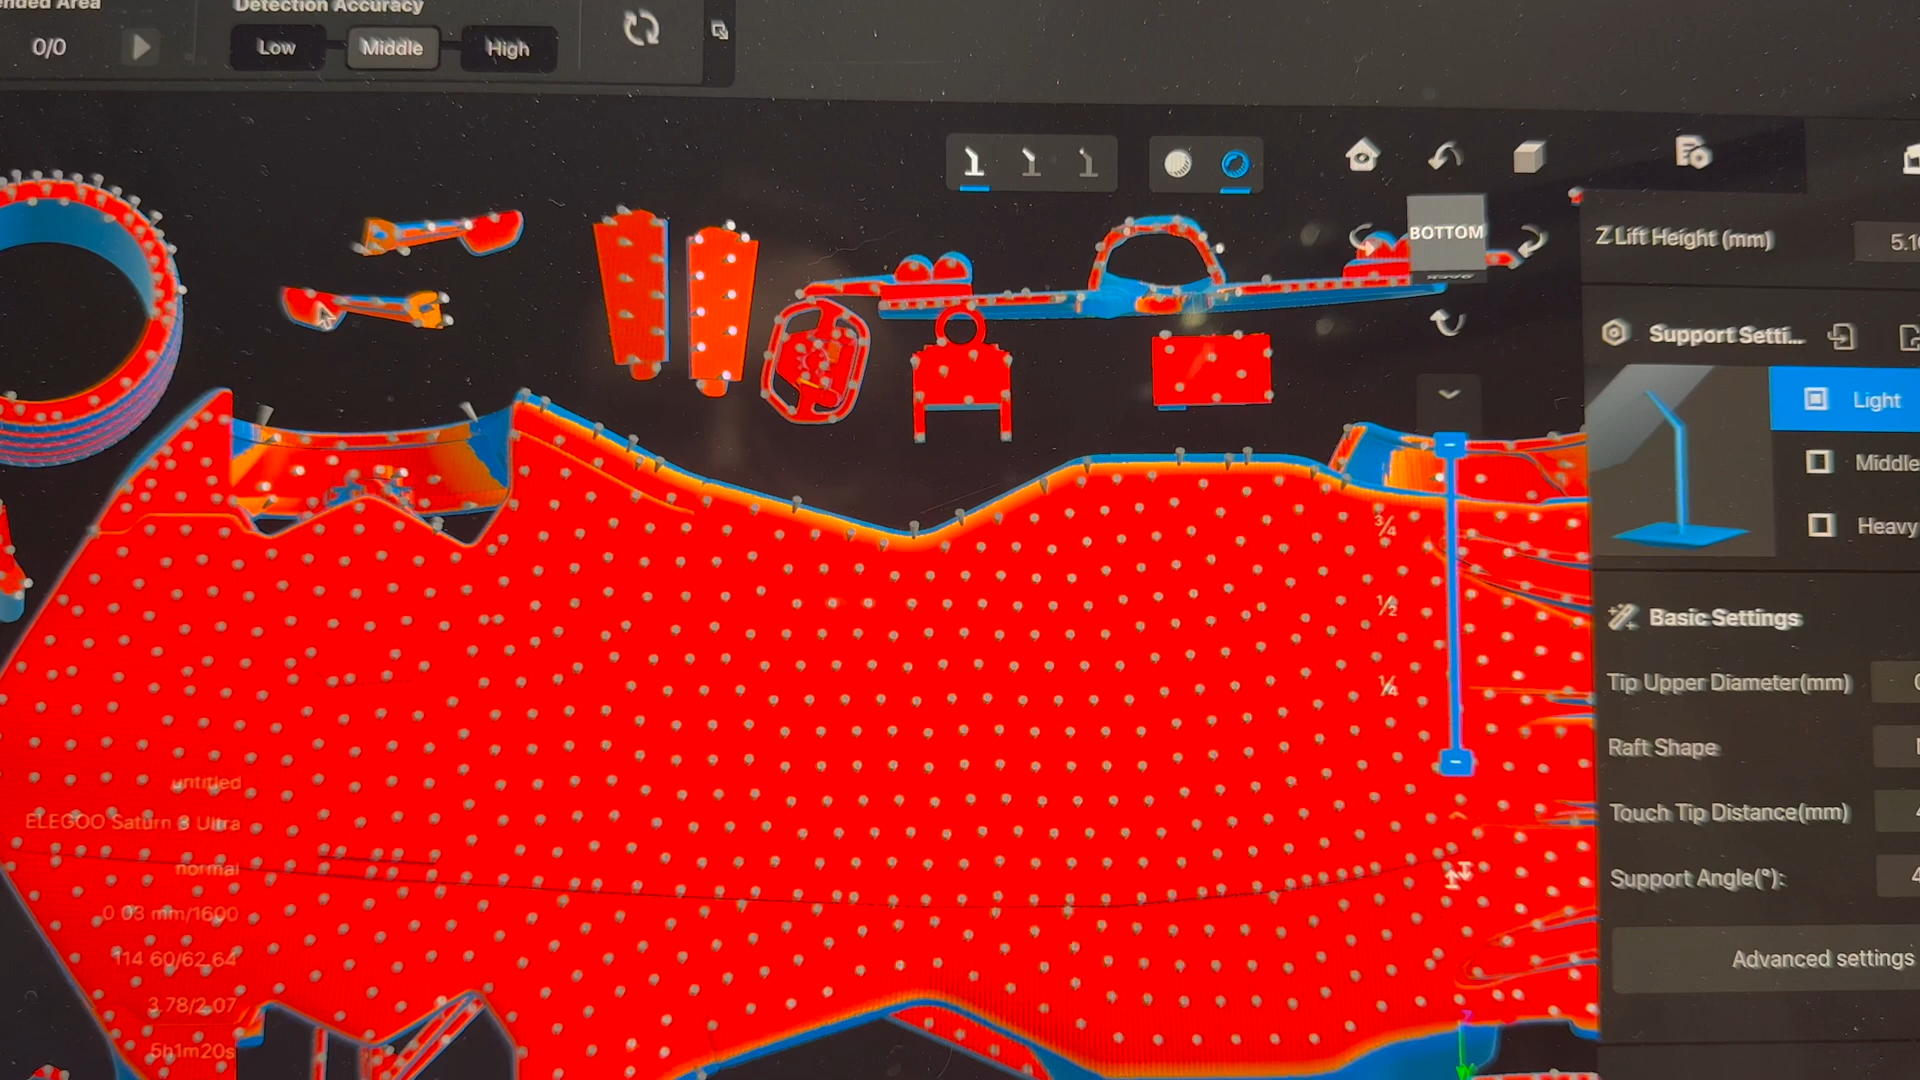 Detection Accuracy
0/0
Low
Middle
High
BOTTOM
Z Lift Height (mm)
Support Setti...
Light
Middle
Heavy
3/4
1/2
1/4
Basic Settings
Tip Upper Diameter(mm)
Raft Shape
Touch Tip Distance(mm)
Support Angle(°):
Advanced settings
untitled
ELEGOO Saturn 3 Ultra
normal
0.03 mm/1600
114.60/62.64
3.78/2.07
5h1m20s